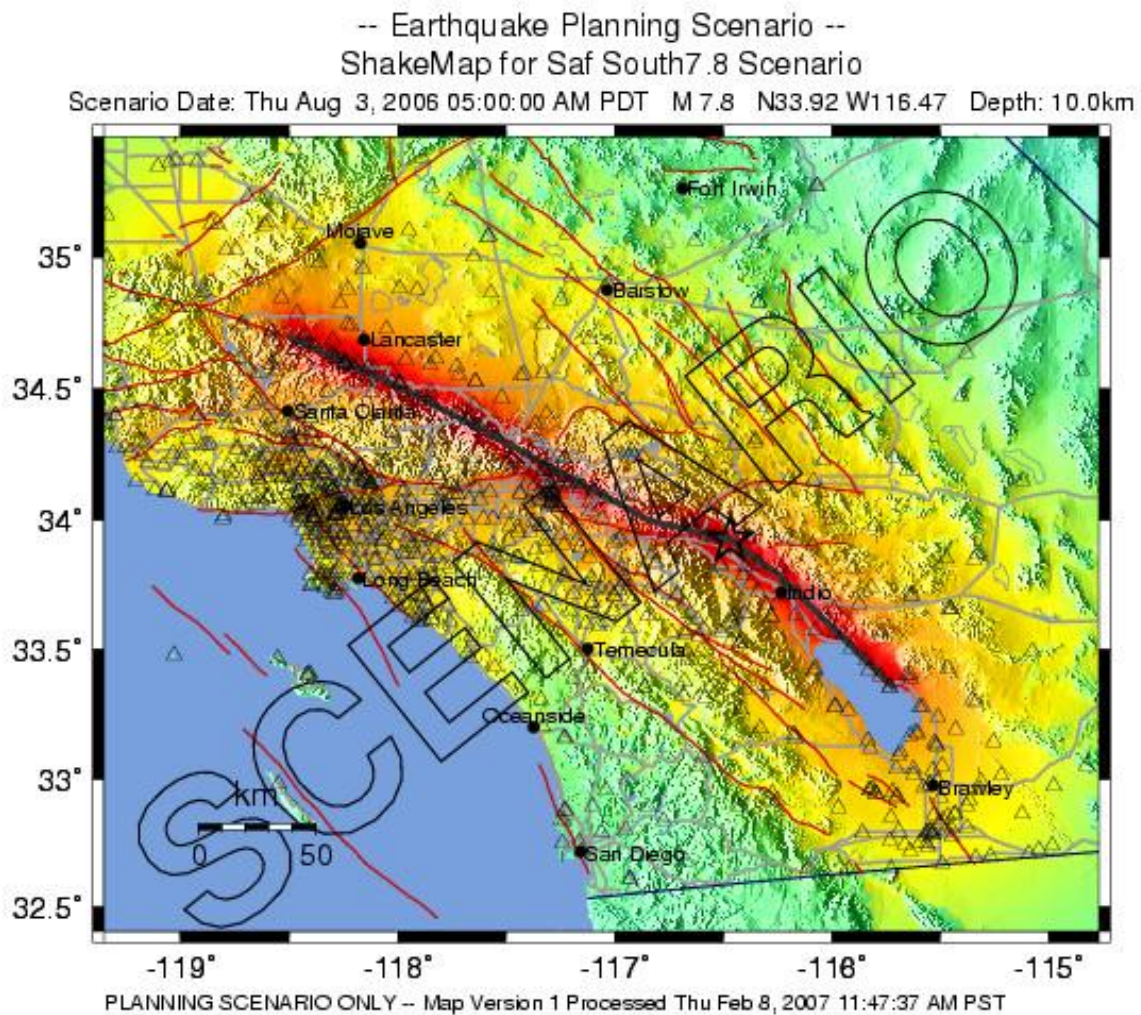 -- Earthquake Planning Scenario --
ShakeMap for Saf South7.8 Scenario
Scenario Date: Thu Aug 3, 2006 05:00:00 AM PDT M 7.8 N33.92 W116.47 Depth: 10.0km
Fort Irwin
Mojave
35°
Barstow
Lancaster
34.5°
Santa Clarita
34°
Los Angeles
Long Beach
Indio
33.5°
Temecula
Oceanside
SCENARIO
33°
Brawley
km
0 50
San Diego
32.5°
-119° -118° -117° -116° -115°
PLANNING SCENARIO ONLY -- Map Version 1 Processed Thu Feb 8, 2007 11:47:37 AM PST